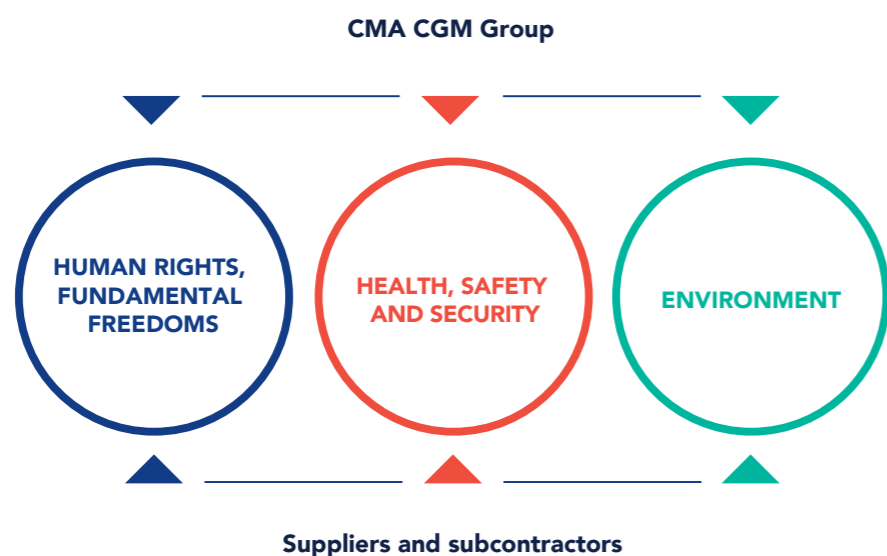 CMA CGM Group
HUMAN RIGHTS,
FUNDAMENTAL
FREEDOMS
HEALTH, SAFETY
AND SECURITY
ENVIRONMENT
Suppliers and subcontractors